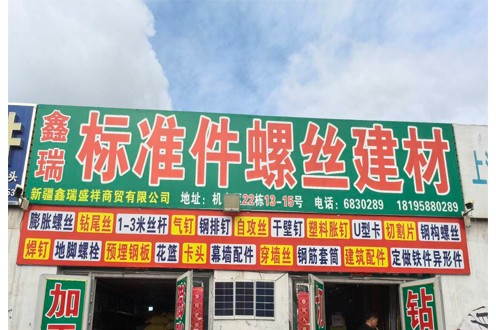 鑫瑞
标准件螺丝建材
新疆鑫瑞盛祥商贸有限公司 地址：机 区22栋13-15号 电话：6830289 18195880289
膨胀螺丝 钻尾丝 1-3米丝杆 气钉 钢排钉 自攻丝 干壁钉 塑料胀钉 U型卡 切割片 钢构螺丝
焊钉 地脚螺栓 预埋钢板 花篮 卡头 幕墙配件 穿墙丝 钢筋套筒 建筑配件 定做铁件异形件
加
钻
上